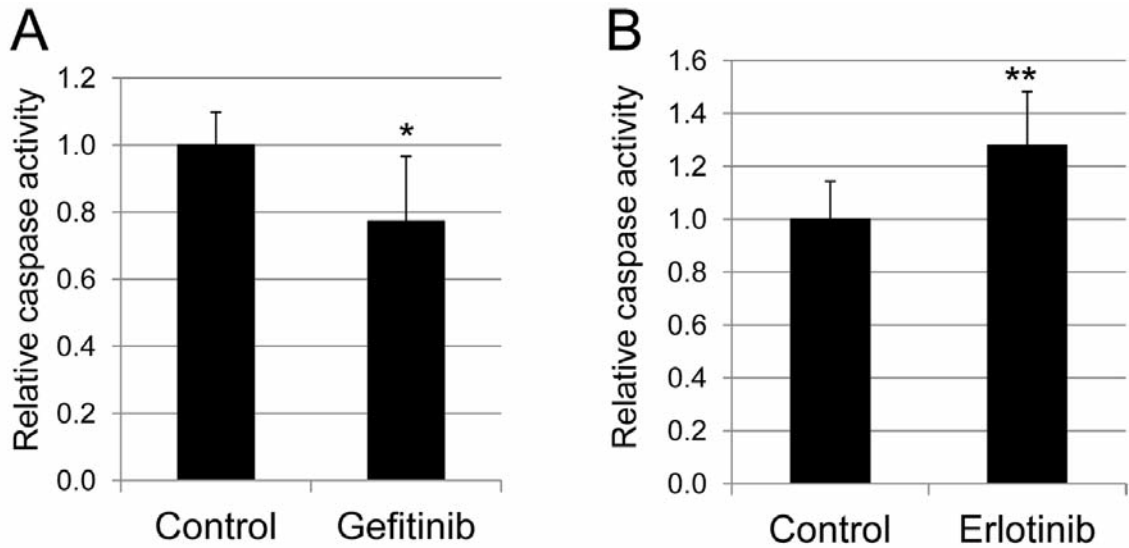 A
Relative caspase activity
1.2
1.0
0.8
0.6
0.4
0.2
0.0
*
Control
Gefitinib
B
Relative caspase activity
1.6
1.4
1.2
1.0
0.8
0.6
0.4
0.2
0.0
**
Control
Erlotinib